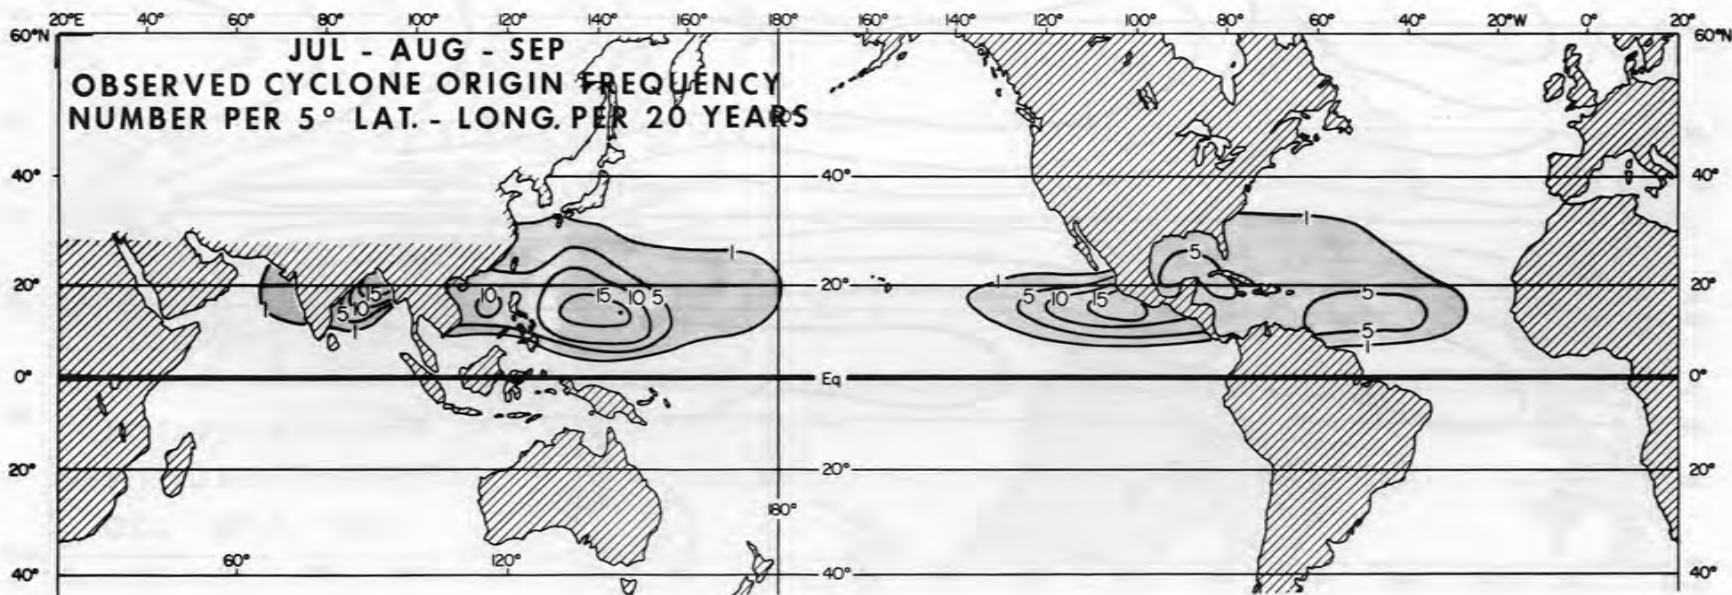 20°E 40° 60° 80° 100° 120° 140° 160° 180° 160° 140° 120° 100° 80° 60° 40° 20°W 0° 20°
60°N 60°N
JUL - AUG - SEP
OBSERVED CYCLONE ORIGIN FREQUENCY
NUMBER PER 5° LAT. - LONG. PER 20 YEARS
40° 40° 40°
1 5 1 1
20° 15 10 15 10 5 5 10 15 5 20°
1 5 10 5
1 1
0° Eq 0°
20° 20° 20°
180°
60° 120°
40° 40° 40°